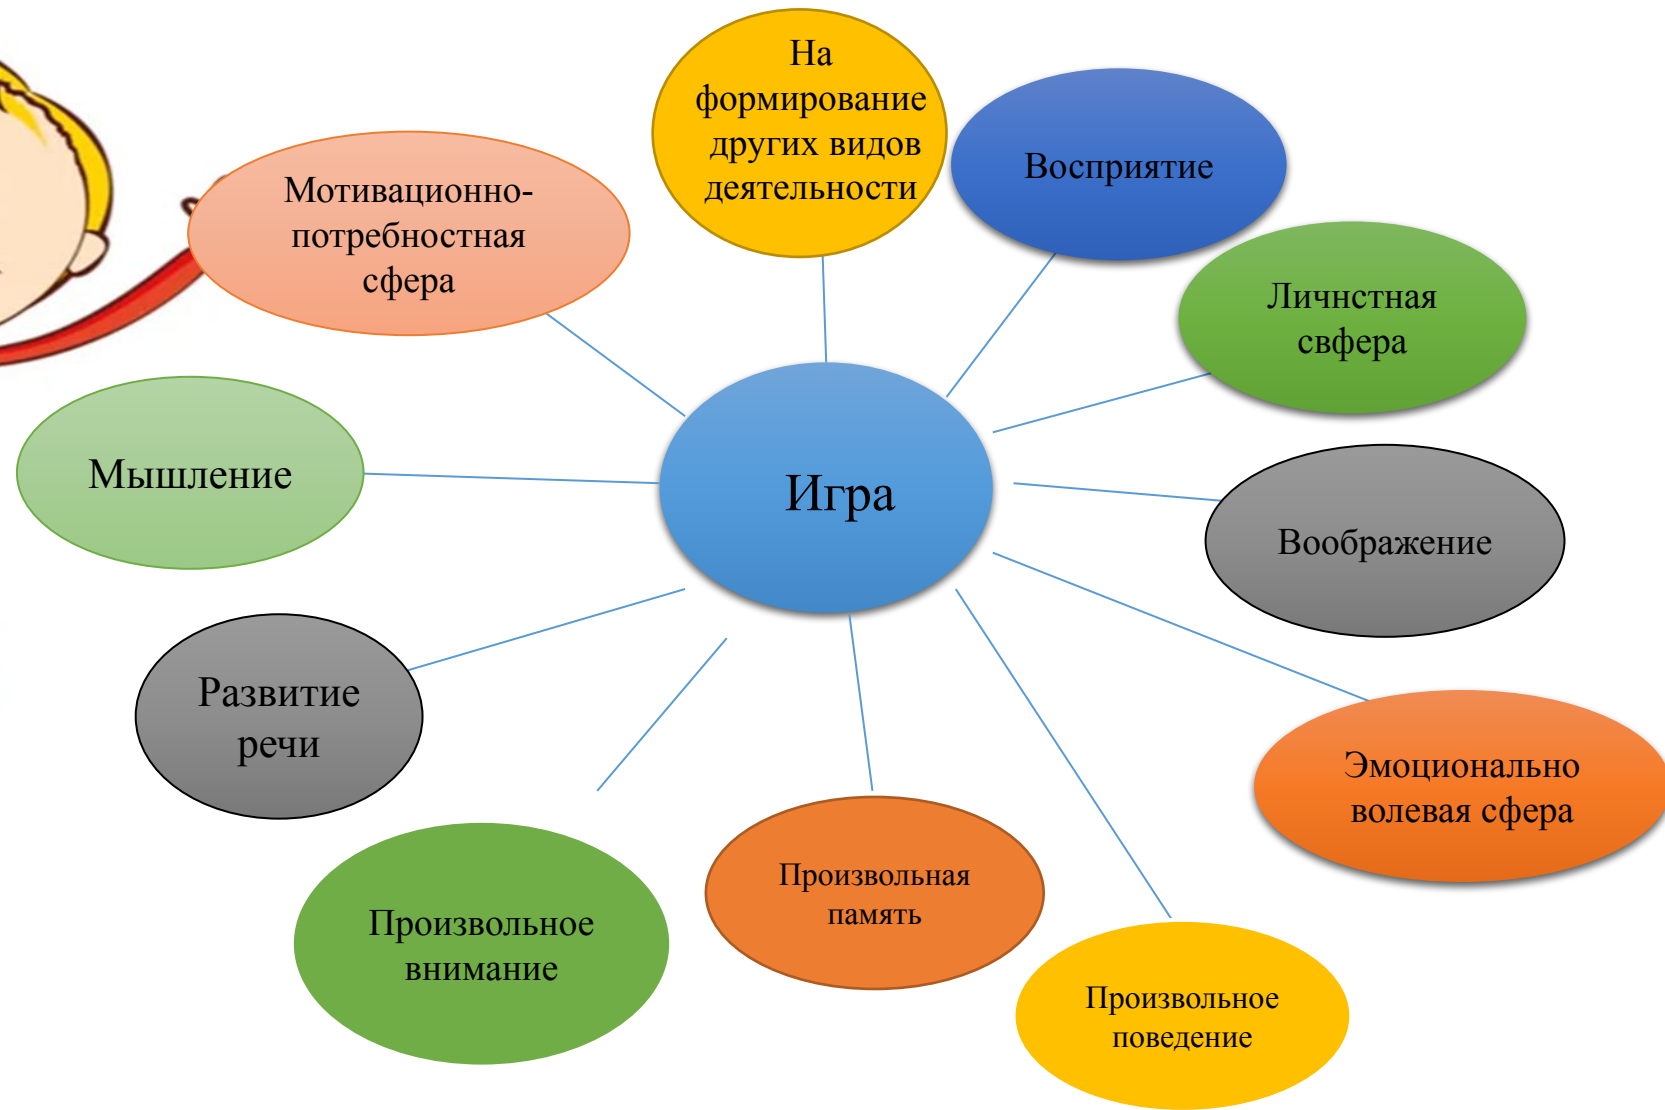 На
формирование
других видов
деятельности
Восприятие
Мотивационно-
потребностная
сфера
Личнстная
свфера
Мышление
Игра
Воображение
Развитие
речи
Эмоционально
волевая сфера
Произвольная
память
Произвольное
внимание
Произвольное
поведение